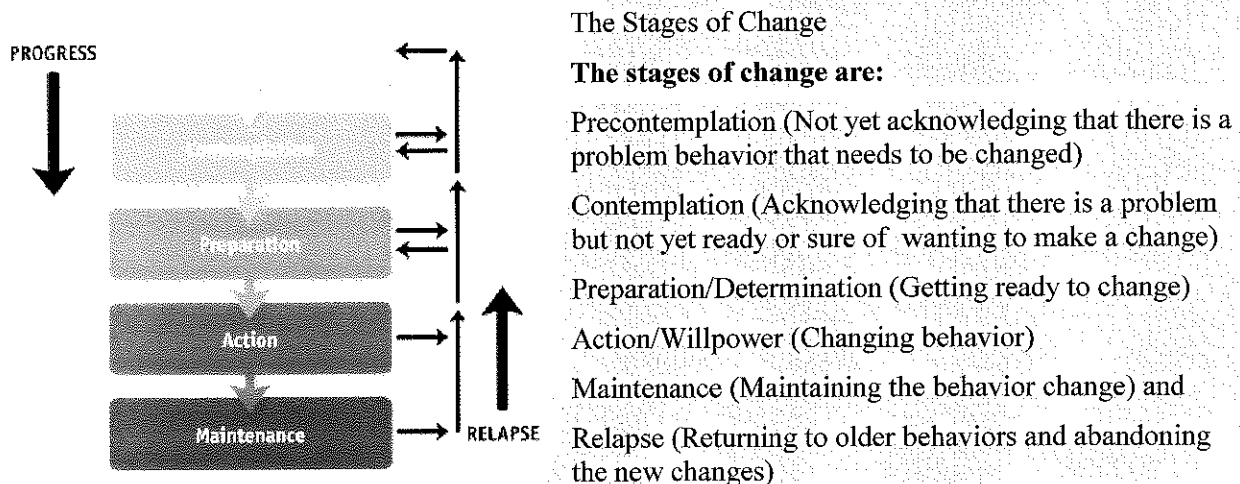 PROGRESS
Preparation
Action
Maintenance
RELAPSE
The Stages of Change
The stages of change are:
Precontemplation (Not yet acknowledging that there is a
problem behavior that needs to be changed)
Contemplation (Acknowledging that there is a problem
but not yet ready or sure of wanting to make a change)
Preparation/Determination (Getting ready to change)
Action/Willpower (Changing behavior)
Maintenance (Maintaining the behavior change) and
Relapse (Returning to older behaviors and abandoning
the new changes)